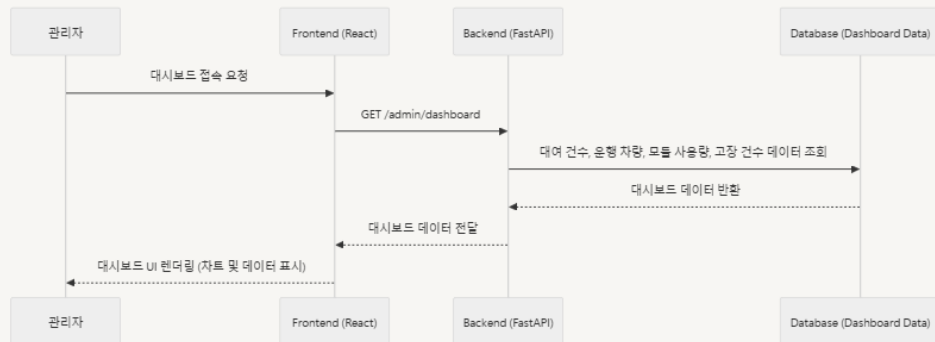 관리자
Frontend (React)
Backend (FastAPI)
Database (Dashboard Data)
대시보드 접속 요청
GET /admin/dashboard
대여 건수, 운행 차량, 모듈 사용량, 고장 건수 데이터 조회
대시보드 데이터 반환
대시보드 데이터 전달
대시보드 UI 렌더링 (차트 및 데이터 표시)
관리자
Frontend (React)
Backend (FastAPI)
Database (Dashboard Data)